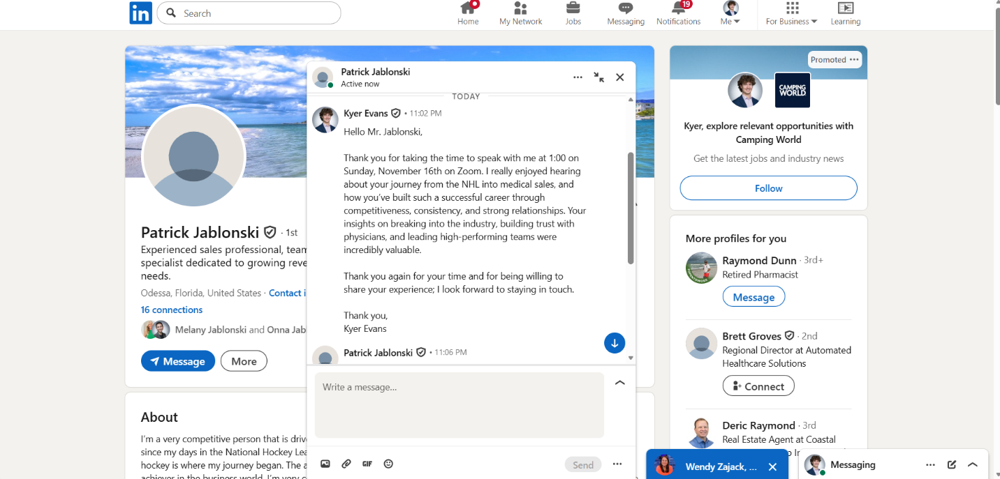 in
Search
Home
My Network
Jobs
Messaging
19
Notifications
Me
For Business
Learning
Patrick Jablonski · 1st
Experienced sales professional, team
specialist dedicated to growing reve
needs.
Odessa, Florida, United States · Contact i
16 connections
Melany Jablonski and Onna Jab
Message
More
About
I'm a very competitive person that is drive
since my days in the National Hockey Lea
hockey is where my journey began. The a
achiever in the business world. I'm very c
Patrick Jablonski
Active now
TODAY
Kyer Evans • 11:02 PM
Hello Mr. Jablonski,
Thank you for taking the time to speak with me at 1:00 on
Sunday, November 16th on Zoom. I really enjoyed hearing
about your journey from the NHL into medical sales, and
how you've built such a successful career through
competitiveness, consistency, and strong relationships. Your
insights on breaking into the industry, building trust with
physicians, and leading high-performing teams were
incredibly valuable.
Thank you again for your time and for being willing to
share your experience; I look forward to staying in touch.
Thank you,
Kyer Evans
Patrick Jablonski • 11:06 PM
Write a message...
GIF
Send
Promoted
CAMPING
WORLD
Kyer, explore relevant opportunities with
Camping World
Get the latest jobs and industry news
Follow
More profiles for you
Raymond Dunn · 3rd+
Retired Pharmacist
Message
Brett Groves · 2nd
Regional Director at Automated
Healthcare Solutions
Connect
Deric Raymond · 3rd
Real Estate Agent at Coastal
Wendy Zajack, ...
Messaging